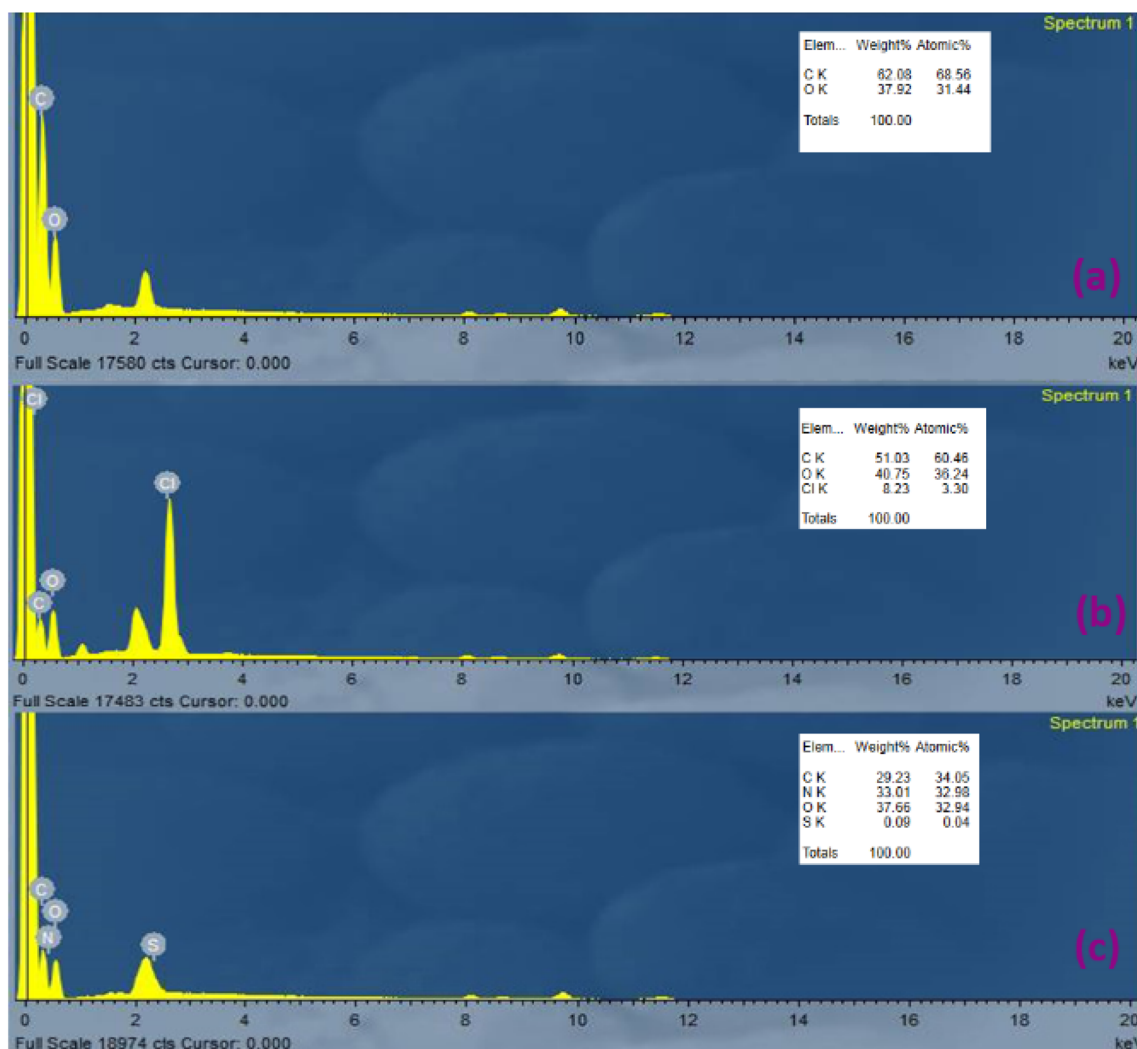 Spectrum 1
Elem... Weight% Atomic%
C K 62.08 68.56
O K 37.92 31.44
Totals 100.00
C
O
(a)
0 2 4 6 8 10 12 14 16 18 20
Full Scale 17580 cts Cursor: 0.000 keV
Spectrum 1
Cl
Elem... Weight% Atomic%
C K 51.03 60.46
O K 40.75 36.24
Cl K 8.23 3.30
Totals 100.00
Cl
O
C
(b)
0 2 4 6 8 10 12 14 16 18 20
Full Scale 17483 cts Cursor: 0.000 keV
Spectrum 1
Elem... Weight% Atomic%
C K 29.23 34.05
N K 33.01 32.98
O K 37.66 32.94
S K 0.09 0.04
Totals 100.00
C
O
N
S
(c)
0 2 4 6 8 10 12 14 16 18 20
Full Scale 18974 cts Cursor: 0.000 keV